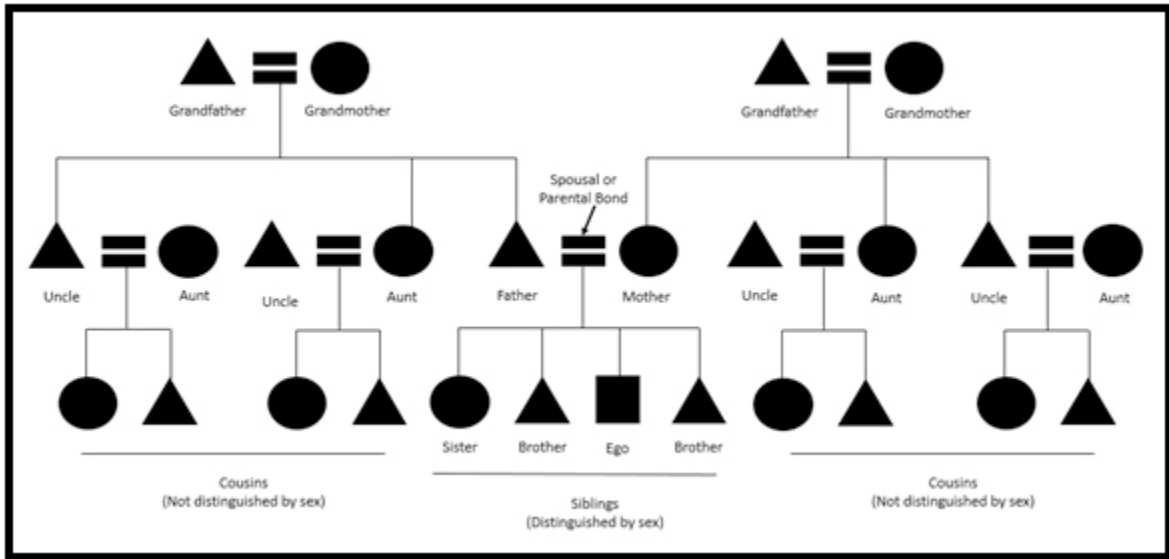 Grandfather
Grandmother
Grandfather
Grandmother
Spousal or
Parental Bond
Uncle
Aunt
Uncle
Aunt
Father
Mother
Uncle
Aunt
Uncle
Aunt
Sister
Brother
Ego
Brother
Cousins
(Not distinguished by sex)
Siblings
(Distinguished by sex)
Cousins
(Not distinguished by sex)